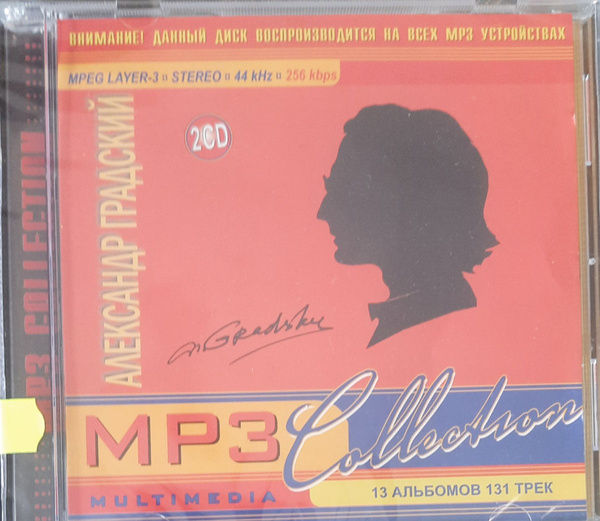 ВНИМАНИЕ! ДАННЫЙ ДИСК ВОСПРОИЗВОДИТСЯ НА ВСЕХ MP3 УСТРОЙСТВАХ
MPEG LAYER-3 ¤ STEREO ¤ 44 kHz ¤ 256 kbps
2CD
АЛЕКСАНДР ГРАДСКИЙ
MP3 COLLECTION
Gradsky
MP3 Collection
MULTIMEDIA
13 АЛЬБОМОВ 131 ТРЕК